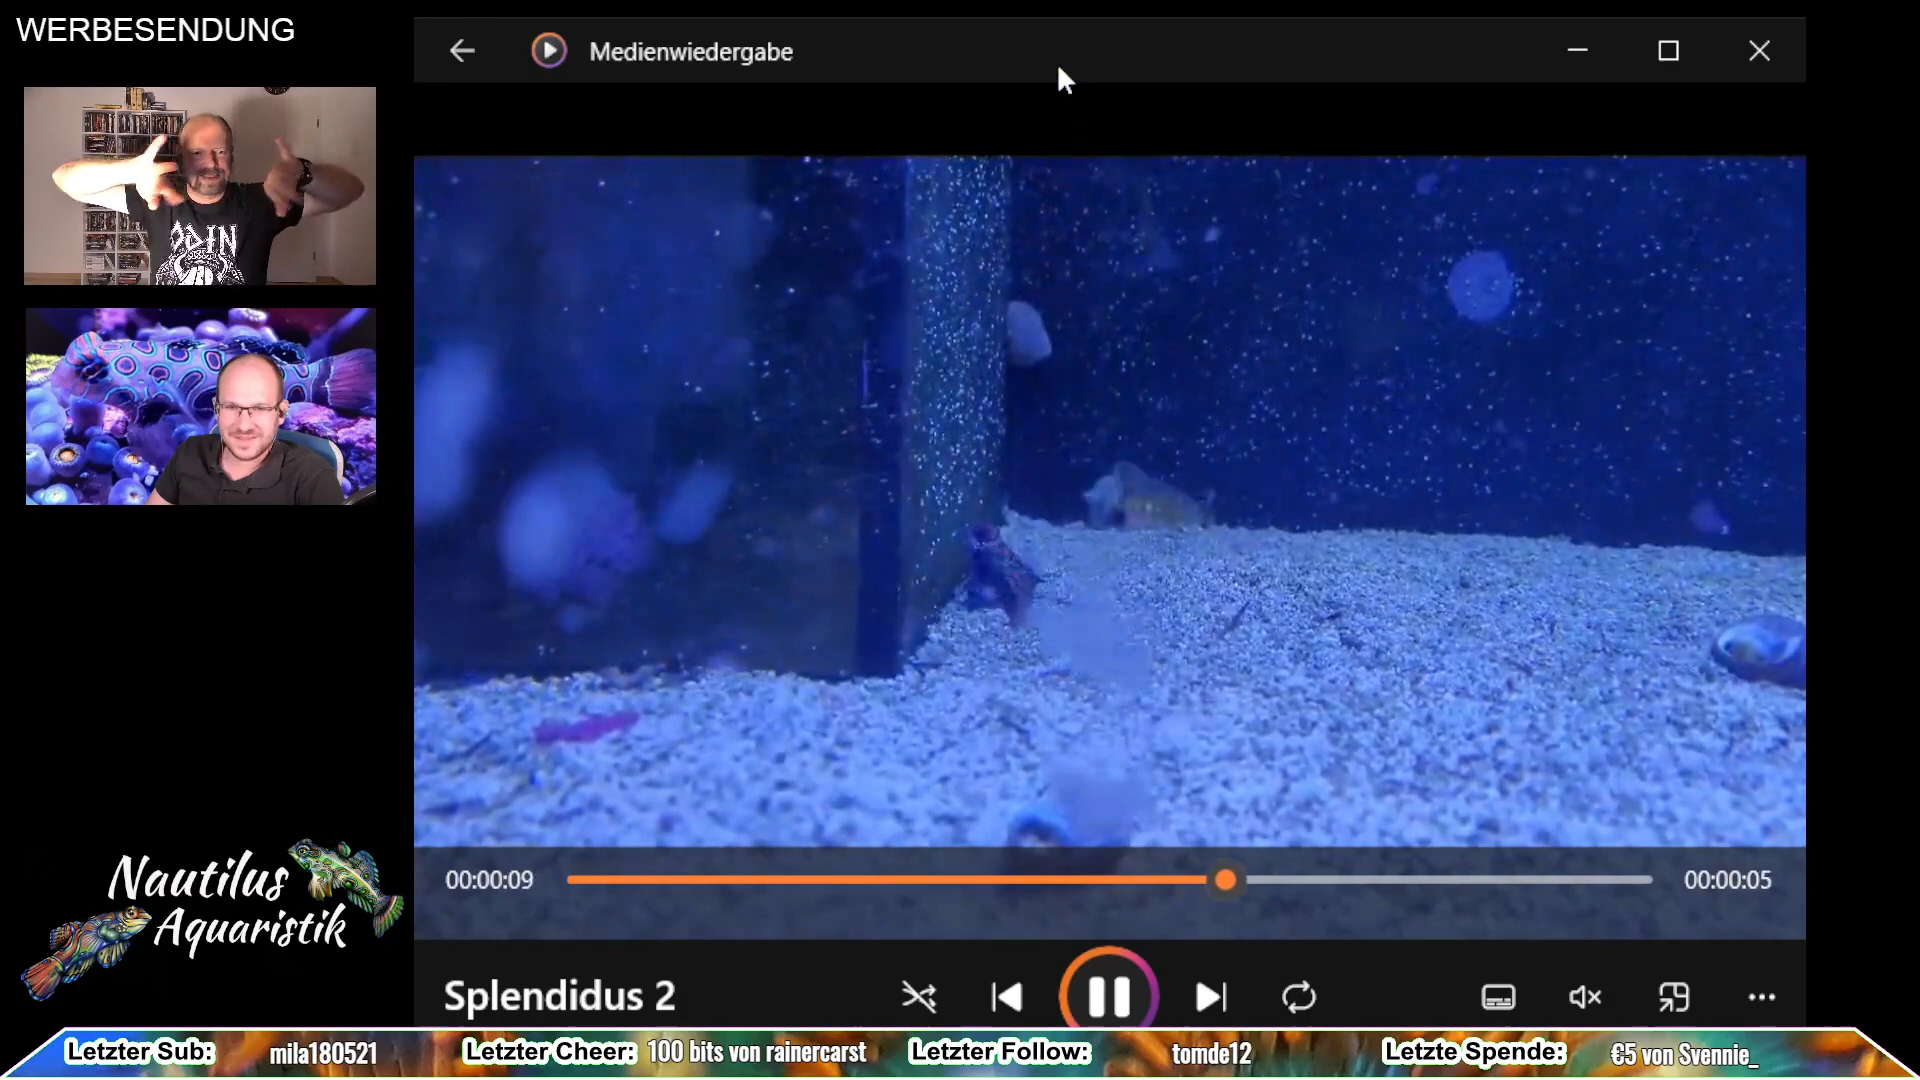 WERBESENDUNG
Medienwiedergabe
ODIN
Nautilus
Aquaristik
00:00:09
00:00:05
Splendidus 2
Letzter Sub: mila180521 Letzter Cheer: 100 bits von rainercarst Letzter Follow: tomde12 Letzte Spende: €5 von Svennie_